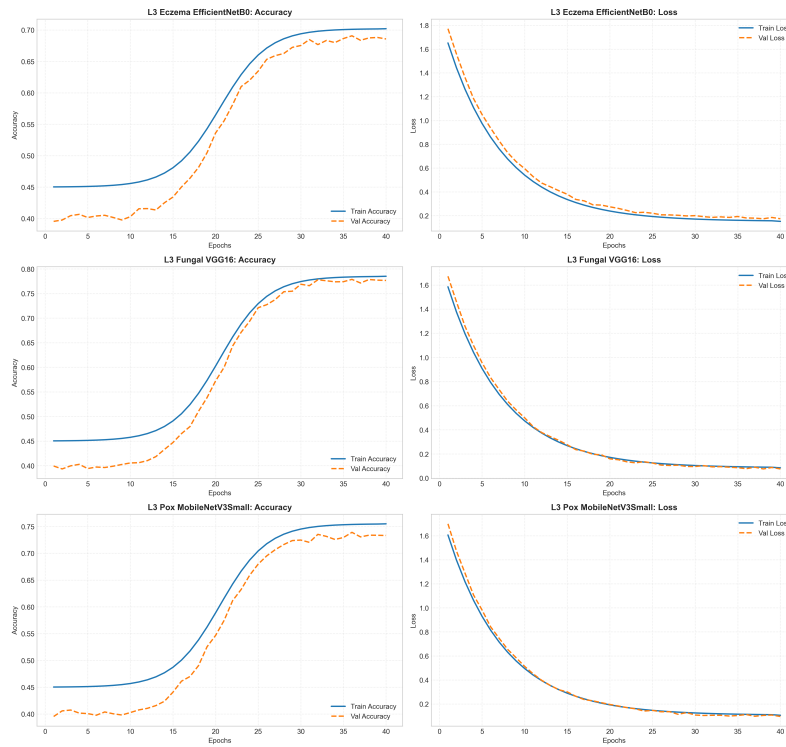 L3 Eczema EfficientNetB0: Accuracy
0.70
0.65
0.60
0.55
0.50
0.45
0.40
Accuracy
0 5 10 15 20 25 30 35 40
Epochs
Train Accuracy
Val Accuracy
L3 Eczema EfficientNetB0: Loss
1.8
1.6
1.4
1.2
1.0
0.8
0.6
0.4
0.2
Loss
0 5 10 15 20 25 30 35 40
Epochs
Train Los
Val Loss
L3 Fungal VGG16: Accuracy
0.80
0.75
0.70
0.65
0.60
0.55
0.50
0.45
0.40
Accuracy
0 5 10 15 20 25 30 35 40
Epochs
Train Accuracy
Val Accuracy
L3 Fungal VGG16: Loss
1.6
1.4
1.2
1.0
0.8
0.6
0.4
0.2
0.0
Loss
0 5 10 15 20 25 30 35 40
Epochs
Train Los
Val Loss
L3 Pox MobileNetV3Small: Accuracy
0.75
0.70
0.65
0.60
0.55
0.50
0.45
0.40
Accuracy
0 5 10 15 20 25 30 35 40
Epochs
Train Accuracy
Val Accuracy
L3 Pox MobileNetV3Small: Loss
1.6
1.4
1.2
1.0
0.8
0.6
0.4
0.2
Loss
0 5 10 15 20 25 30 35 40
Epochs
Train Los
Val Loss